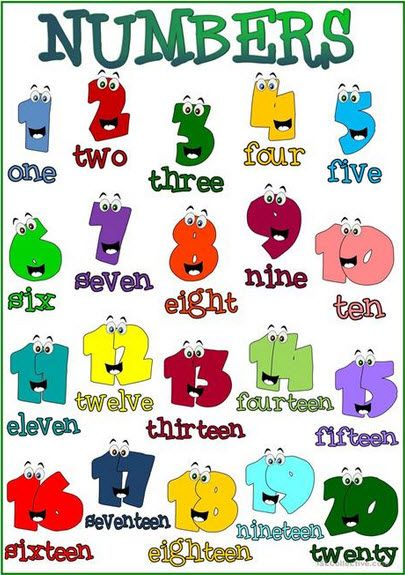 NUMBERS
1 2 3 4 5
one two three four five
6 7 8 9 10
six seven eight nine ten
11 12 13 14 15
eleven twelve thirteen fourteen fifteen
16 17 18 19 20
sixteen seventeen eighteen nineteen twenty